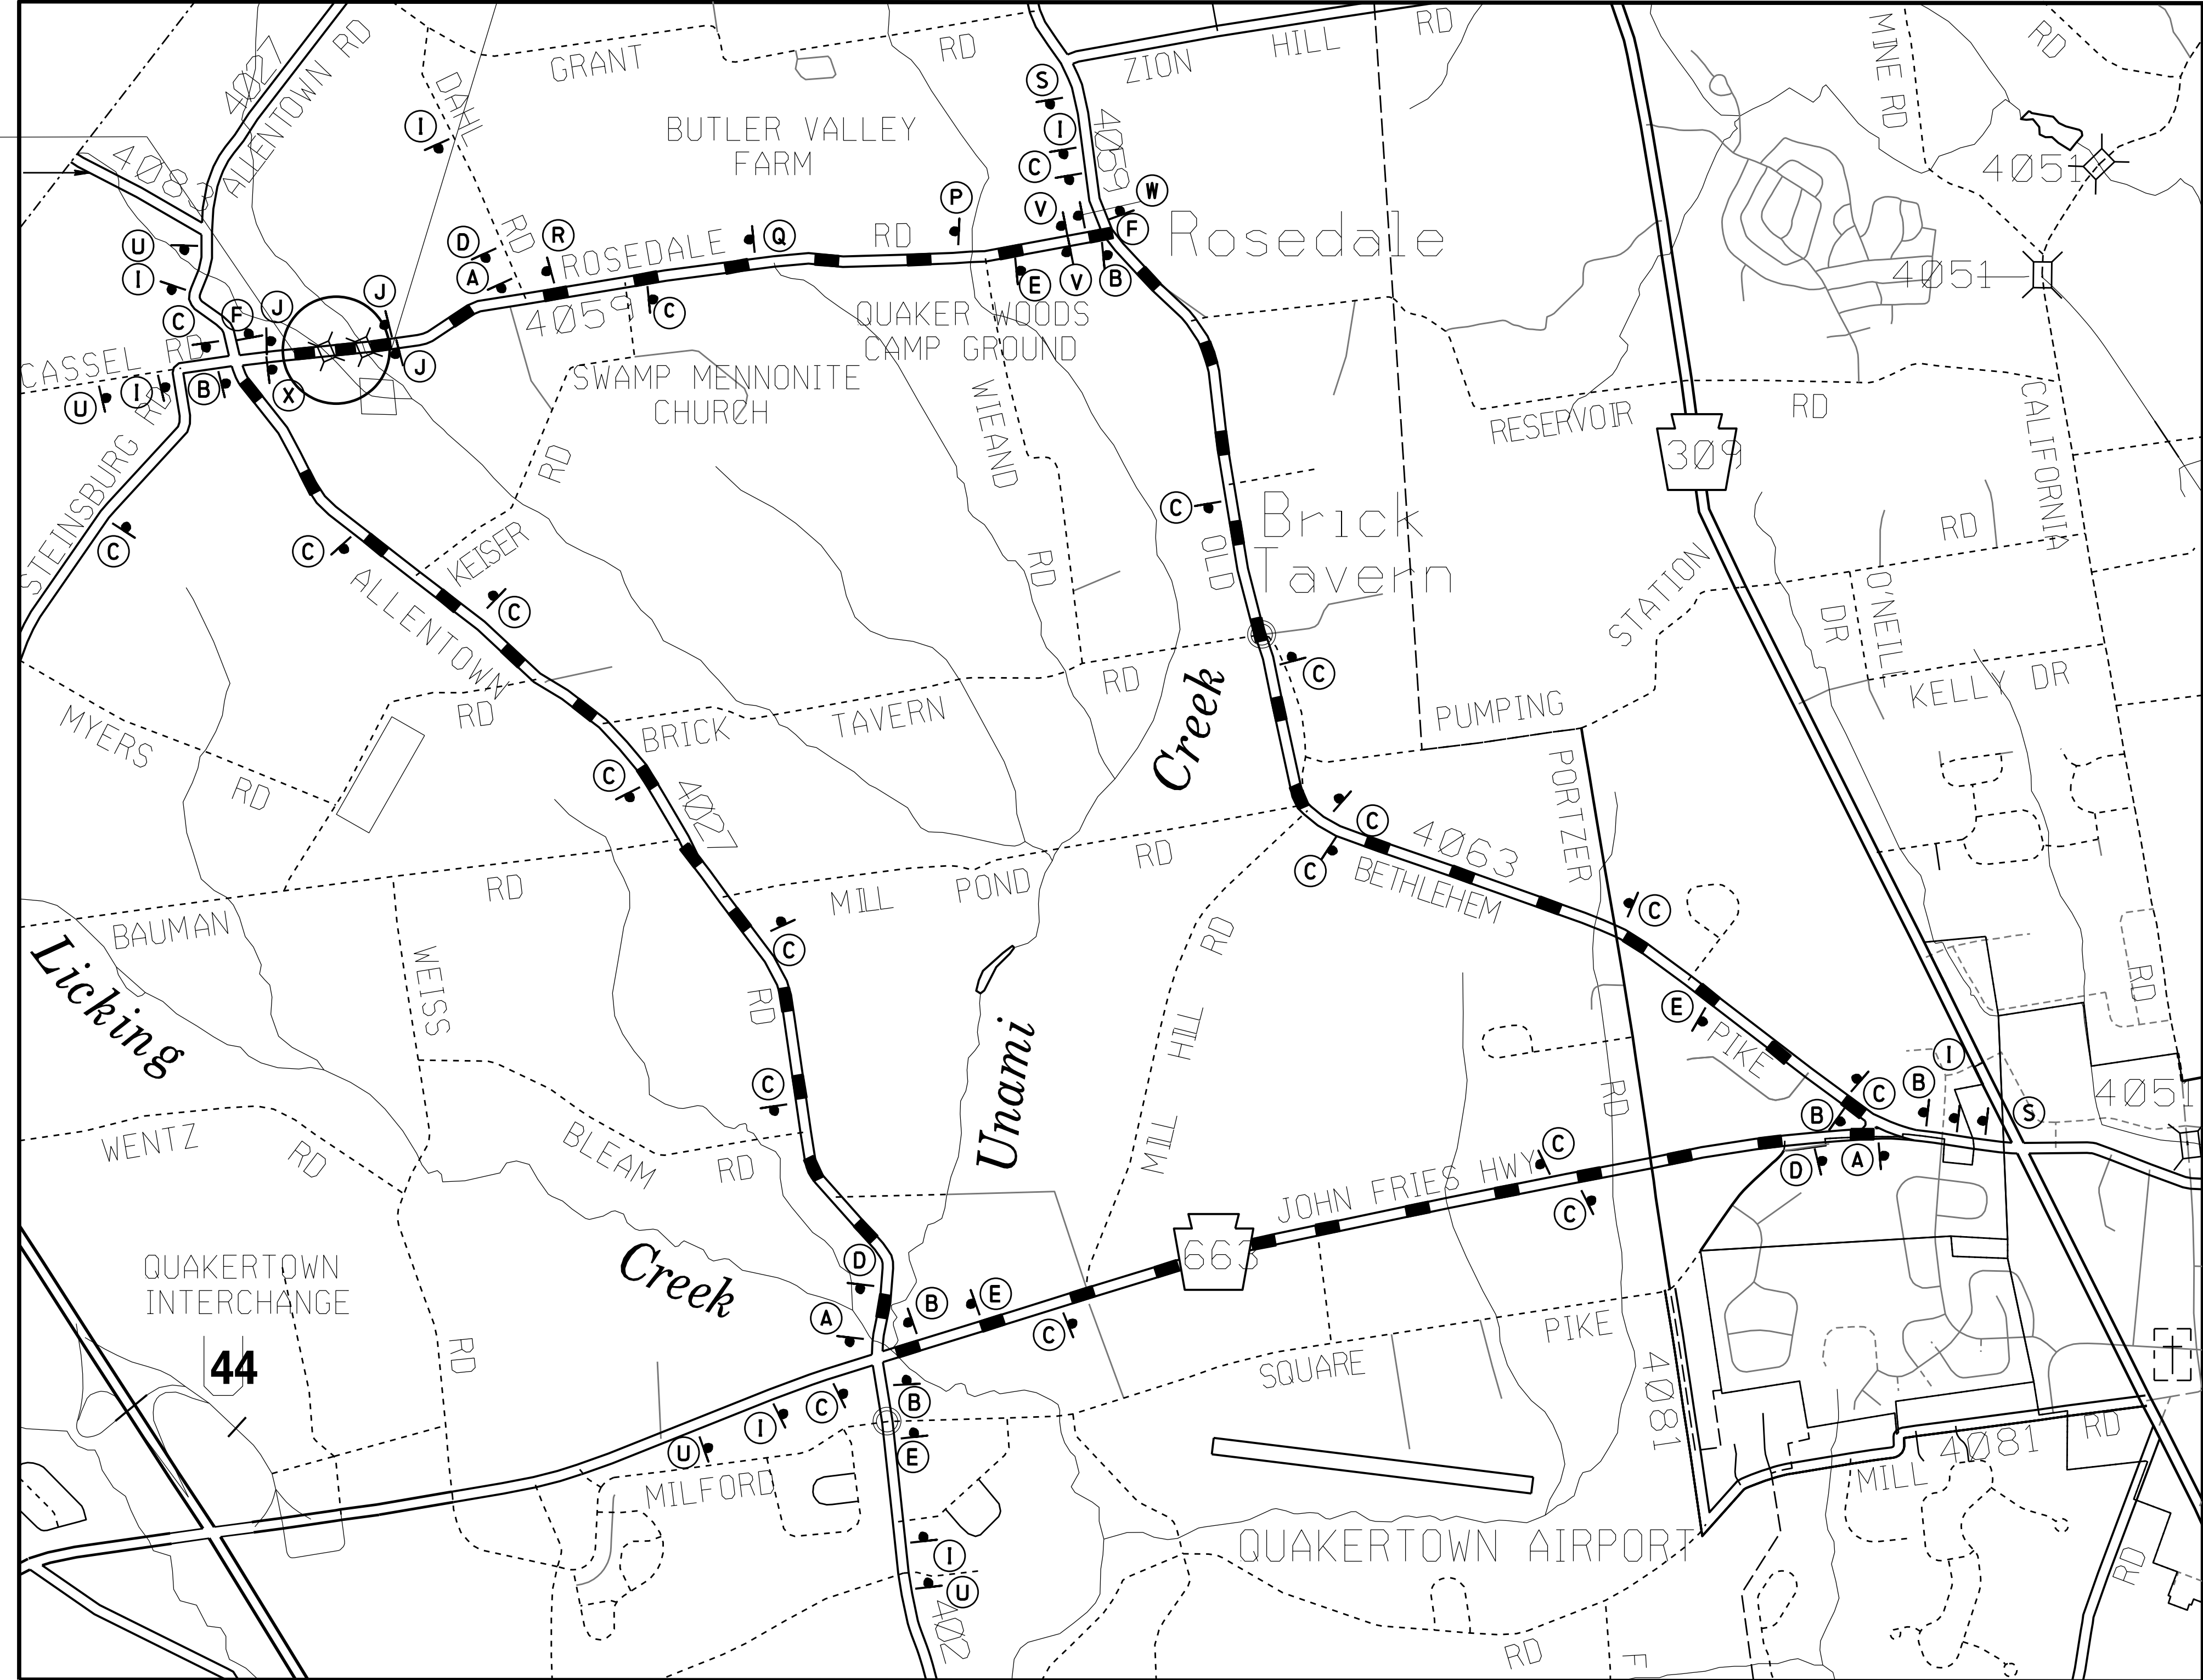 4027
ALLENTOWN RD
DAHL
RD
GRANT
RD
ZION
HILL
RD
MINE RD
RD
BUTLER VALLEY
FARM
4083
4059
4051
4051
S
I
I
C
V
W
F
P
Q
R
D
A
U
I
C
F
J
J
J
X
B
I
U
CASSEL
RD
ROSEDALE
RD
4059
C
E
V
B
Rosedale
QUAKER WOODS
CAMP GROUND
SWAMP MENNONITE
CHURCH
WIEAND
RD
RESERVOIR
RD
309
CALIFORNIA
STEINSBURG RD
C
C
KEISER
RD
C
ALLENTOWN
C
OLD
Brick
Tavern
STATION
RD
O'NEIL
DR
KELLY DR
C
MYERS
RD
RD
BRICK
TAVERN
RD
Creek
PUMPING
PORTZER
C
4027
C
C
4063
BETHLEHEM
C
BAUMAN
RD
MILL
POND
RD
C
RD
Licking
WEISS
RD
Unami
MILL
HILL
RD
E
PIKE
I
B
C
S
B
4051
RD
C
WENTZ
RD
BLEAM
RD
JOHN FRIES HWY
C
C
D
A
RD
QUAKERTOWN
INTERCHANGE
44
Creek
D
A
B
E
C
663
SQUARE
PIKE
4081
RD
C
I
U
B
E
MILFORD
4081
MILL
RD
QUAKERTOWN AIRPORT
I
U
402
RD
RD
F